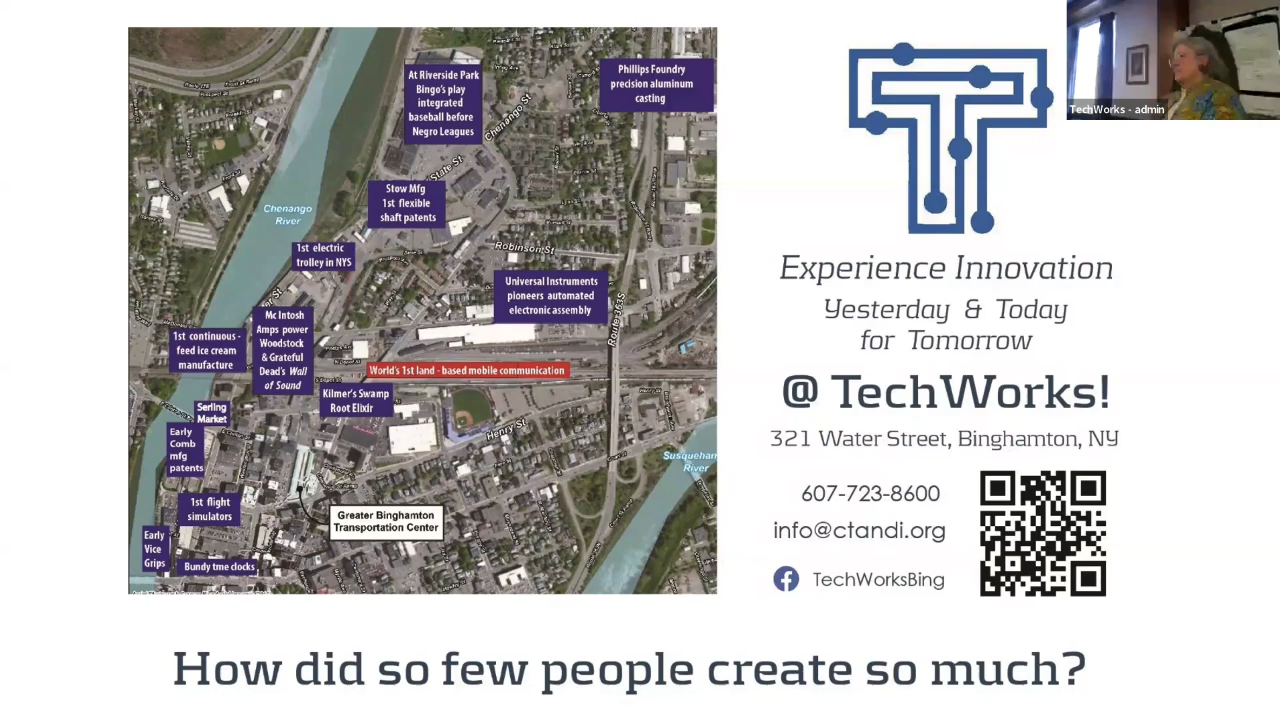 At Riverside Park
Bingo's play
integrated
baseball before
Negro Leagues
Phillips Foundry
precision aluminum
casting
Chenango St
State St
Stow Mfg
1st flexible
shaft patents
Chenango
River
1st electric
trolley in NYS
Robinson St
Universal Instruments
pioneers automated
electronic assembly
Route 363S
Mc Intosh
Amps power
Woodstock
& Grateful
Dead's Wall
of Sound
1st continuous -
feed ice cream
manufacture
World's 1st land - based mobile communication
Kilmer's Swamp
Root Elixir
Serling
Market
Early
Comb
mfg
patents
Henry St
Susqueham
River
1st flight
simulators
Greater Binghamton
Transportation Center
Early
Vice
Grips
Bundy tme clocks
TechWorks - admin
Experience Innovation
Yesterday & Today
for Tomorrow
@ TechWorks!
321 Water Street, Binghamton, NY
607-723-8600
info@ctandi.org
TechWorksBing
How did so few people create so much?